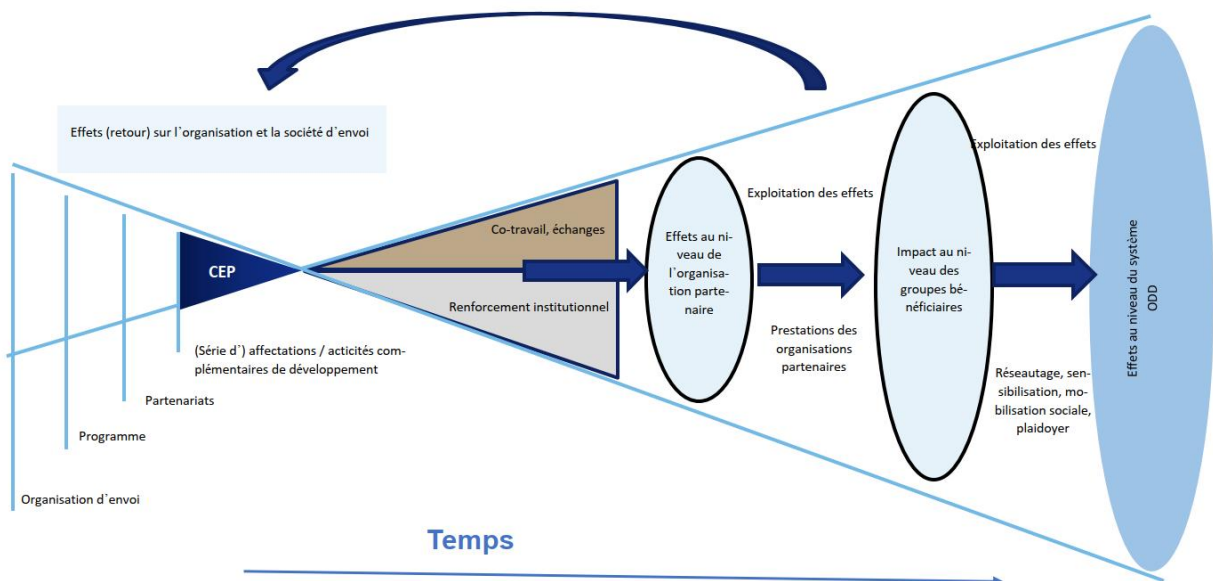 Effets (retour) sur l'organisation et la société d'envoi
CEP
Co-travail, échanges
Renforcement institutionnel
(Série d') affectations / acticités com-
plémentaires de développement
Partenariats
Programme
Organisation d'envoi
Effets au ni-
veau de
l'organisa-
tion parte-
naire
Exploitation des effets
Prestations des
organisations
partenaires
Impact au ni-
veau des
groupes bé-
néficiaires
Exploitation des effets
Réseautage, sen-
sibilisation, mo-
bilisation sociale,
plaidoyer
Effets au niveau du système
ODD
Temps